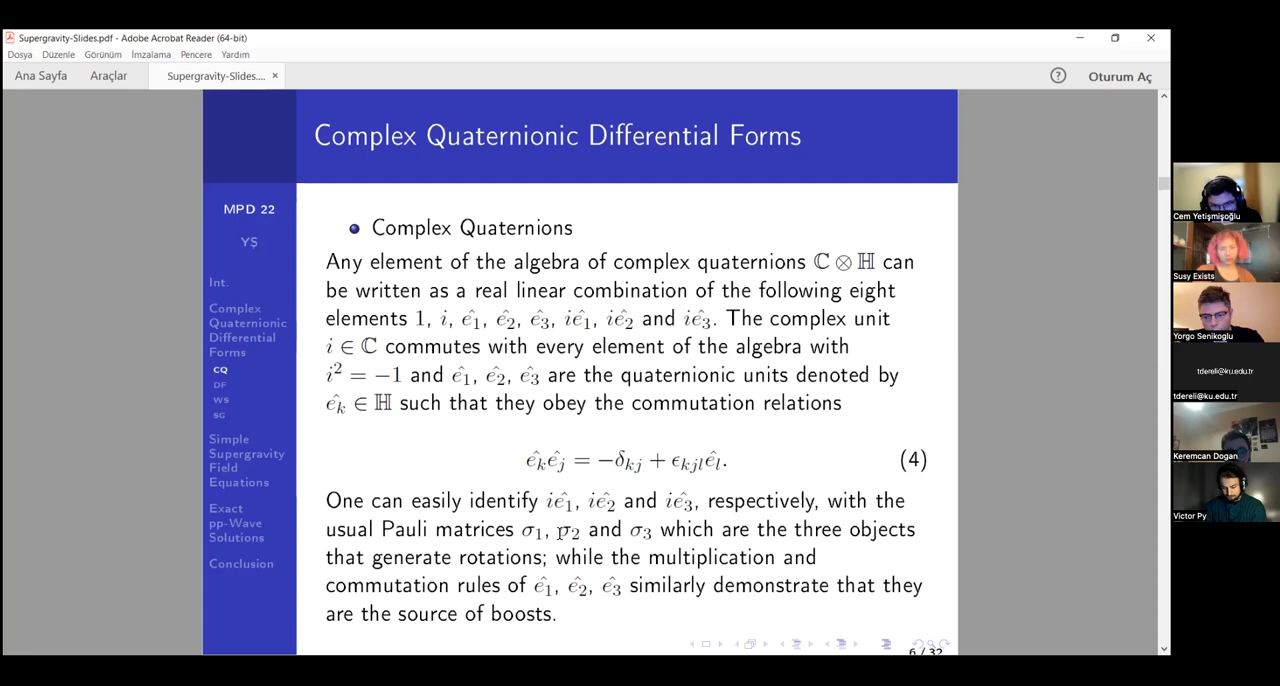 Supergravity-Slides.pdf - Adobe Acrobat Reader (64-bit)
Dosya Düzenle Görünüm İmzalama Pencere Yardım
Ana Sayfa Araçlar Supergravity-Slides.... × Oturum Aç
Complex Quaternionic Differential Forms
MPD 22
YŞ
Int.
Complex
Quaternionic
Differential
Forms
CQ
DF
WS
SG
Simple
Supergravity
Field
Equations
Exact
pp-Wave
Solutions
Conclusion
Complex Quaternions
Any element of the algebra of complex quaternions ℂ ⊗ ℍ can
be written as a real linear combination of the following eight
elements 1, i, ê₁, ê₂, ê₃, iê₁, iê₂ and iê₃. The complex unit
i ∈ ℂ commutes with every element of the algebra with
i² = −1 and ê₁, ê₂, ê₃ are the quaternionic units denoted by
êₖ ∈ ℍ such that they obey the commutation relations
êₖêⱼ = −δₖⱼ + ϵₖⱼₗêₗ. (4)
One can easily identify iê₁, iê₂ and iê₃, respectively, with the
usual Pauli matrices σ₁, σ₂ and σ₃ which are the three objects
that generate rotations; while the multiplication and
commutation rules of ê₁, ê₂, ê₃ similarly demonstrate that they
are the source of boosts.
6 / 32
Cem Yetişmişoğlu
Susy Exists
Yorgo Senikoglu
tdereli@ku.edu.tr
tdereli@ku.edu.tr
Keremcan Dogan
Victor Py